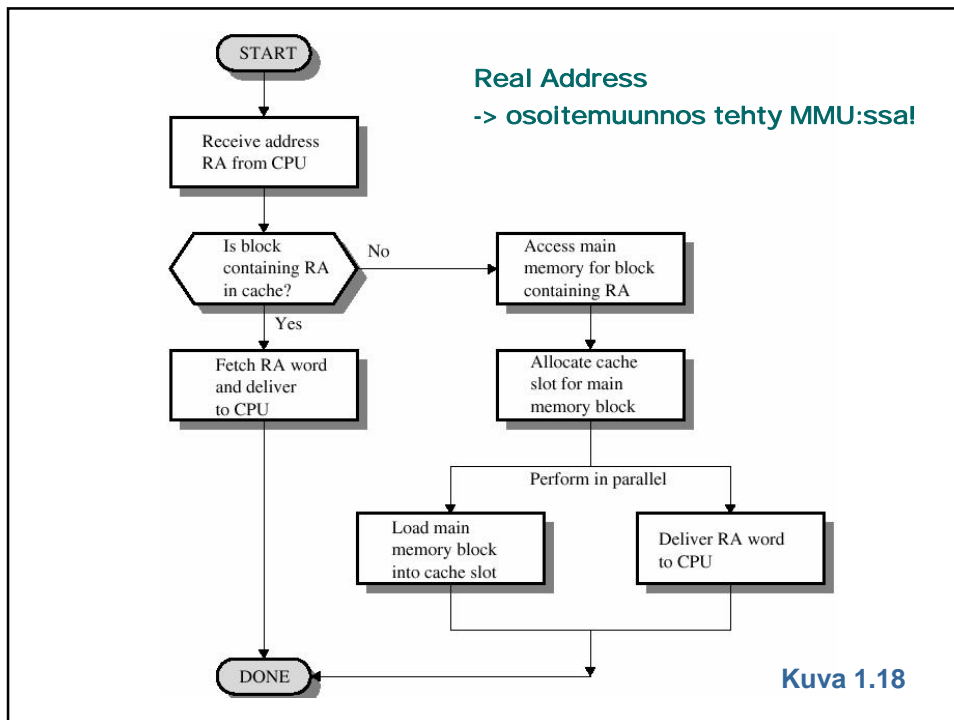 START
Real Address
-> osoitemuunnos tehty MMU:ssa!
Receive address
RA from CPU
Is block
containing RA
in cache?
No
Access main
memory for block
containing RA
Yes
Fetch RA word
and deliver
to CPU
Allocate cache
slot for main
memory block
Perform in parallel
Load main
memory block
into cache slot
Deliver RA word
to CPU
DONE
Kuva 1.18